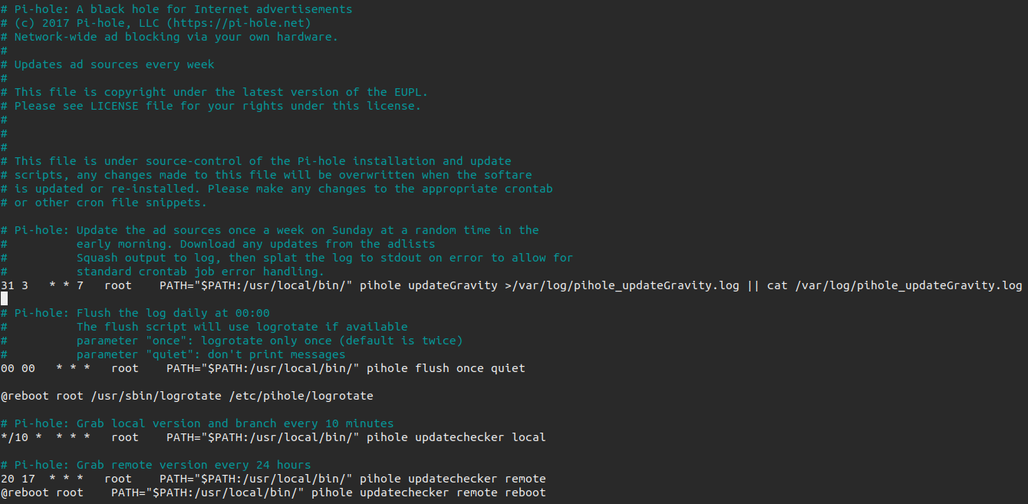 # Pi-hole: A black hole for Internet advertisements
# (c) 2017 Pi-hole, LLC (https://pi-hole.net)
# Network-wide ad blocking via your own hardware.
#
# Updates ad sources every week
#
# This file is copyright under the latest version of the EUPL.
# Please see LICENSE file for your rights under this license.
#
#
#
# This file is under source-control of the Pi-hole installation and update
# scripts, any changes made to this file will be overwritten when the softare
# is updated or re-installed. Please make any changes to the appropriate crontab
# or other cron file snippets.
# Pi-hole: Update the ad sources once a week on Sunday at a random time in the
#          early morning. Download any updates from the adlists
#          Squash output to log, then splat the log to stdout on error to allow for
#          standard crontab job error handling.
31 3   * * 7   root    PATH="$PATH:/usr/local/bin/" pihole updateGravity >/var/log/pihole_updateGravity.log || cat /var/log/pihole_updateGravity.log
# Pi-hole: Flush the log daily at 00:00
#          The flush script will use logrotate if available
#          parameter "once": logrotate only once (default is twice)
#          parameter "quiet": don't print messages
00 00   * * *   root    PATH="$PATH:/usr/local/bin/" pihole flush once quiet
@reboot root /usr/sbin/logrotate /etc/pihole/logrotate
# Pi-hole: Grab local version and branch every 10 minutes
*/10 *  * * *   root    PATH="$PATH:/usr/local/bin/" pihole updatechecker local
# Pi-hole: Grab remote version every 24 hours
20 17  * * *   root    PATH="$PATH:/usr/local/bin/" pihole updatechecker remote
@reboot root    PATH="$PATH:/usr/local/bin/" pihole updatechecker remote reboot